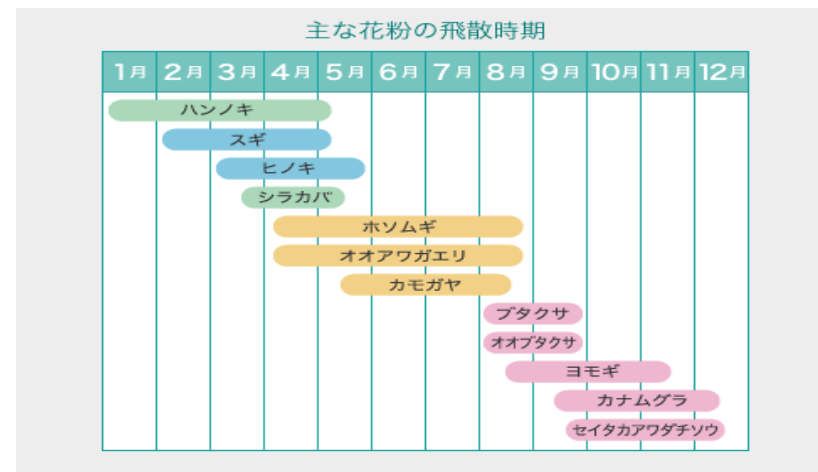 主な花粉の飛散時期
1月 2月 3月 4月 5月 6月 7月 8月 9月 10月 11月 12月
ハンノキ
スギ
ヒノキ
シラカバ
ホソムギ
オオアワガエリ
カモガヤ
ブタクサ
オオブタクサ
ヨモギ
カナムグラ
セイタカアワダチソウ